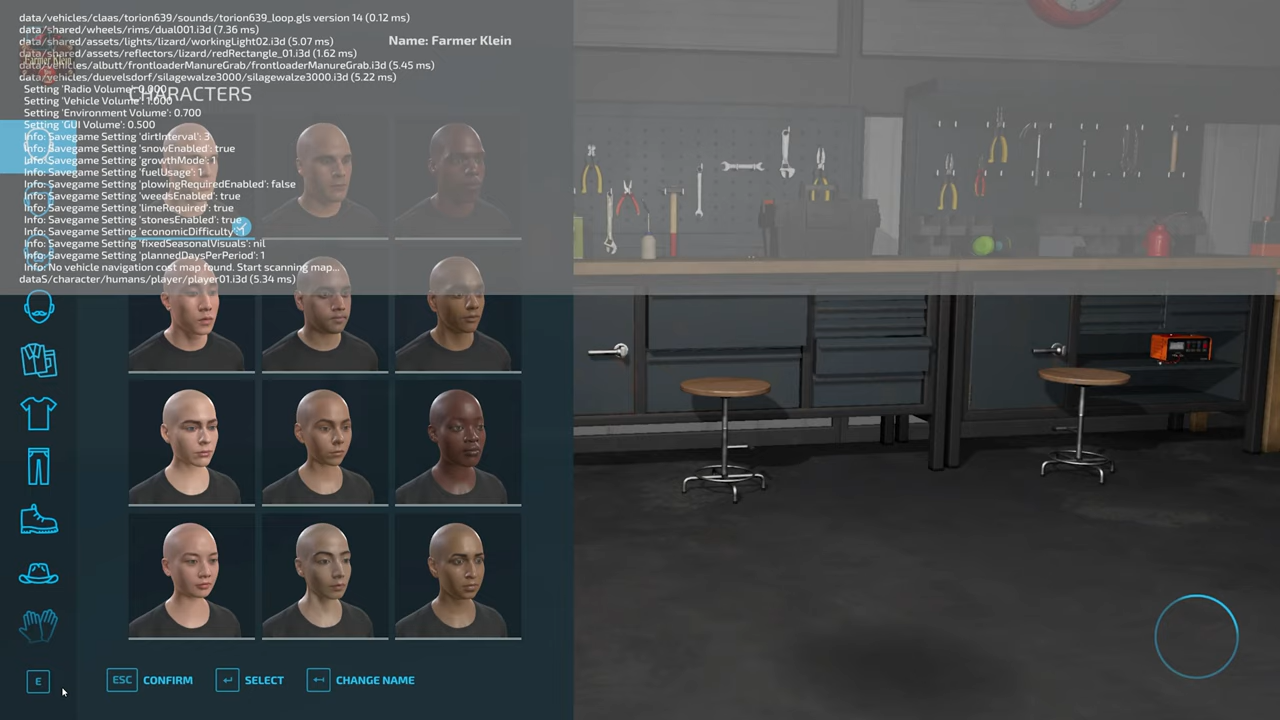 data/vehicles/claas/torion639/sounds/torion639_loop.gls version 14 (0.12 ms)
data/shared/wheels/rims/dual001.i3d (7.36 ms)
data/shared/assets/lights/lizard/workingLight02.i3d (5.07 ms)
Name: Farmer Klein
data/shared/assets/reflectors/lizard/redRectangle_01.i3d (1.62 ms)
Farmer Klein
data/vehicles/albutt/frontloaderManureGrab/frontloaderManureGrab.i3d (5.45 ms)
data/vehicles/duevelsdorf/silagewalze3000/silagewalze3000.i3d (5.22 ms)
Setting 'Radio Volume': 0.000
CHARACTERS
Setting 'Vehicle Volume': 1.000
Setting 'Environment Volume': 0.700
Setting 'GUI Volume': 0.500
Info: Savegame Setting 'dirtInterval': 3
Info: Savegame Setting 'snowEnabled': true
Info: Savegame Setting 'growthMode': 1
Info: Savegame Setting 'fuelUsage': 1
Info: Savegame Setting 'plowingRequiredEnabled': false
Info: Savegame Setting 'weedsEnabled': true
Info: Savegame Setting 'limeRequired': true
Info: Savegame Setting 'stonesEnabled': true
Info: Savegame Setting 'economicDifficulty': 1
Info: Savegame Setting 'fixedSeasonalVisuals': nil
Info: Savegame Setting 'plannedDaysPerPeriod': 1
Info: No vehicle navigation cost map found. Start scanning map...
dataS/character/humans/player/player01.i3d (5.34 ms)
E
ESC CONFIRM
SELECT
CHANGE NAME